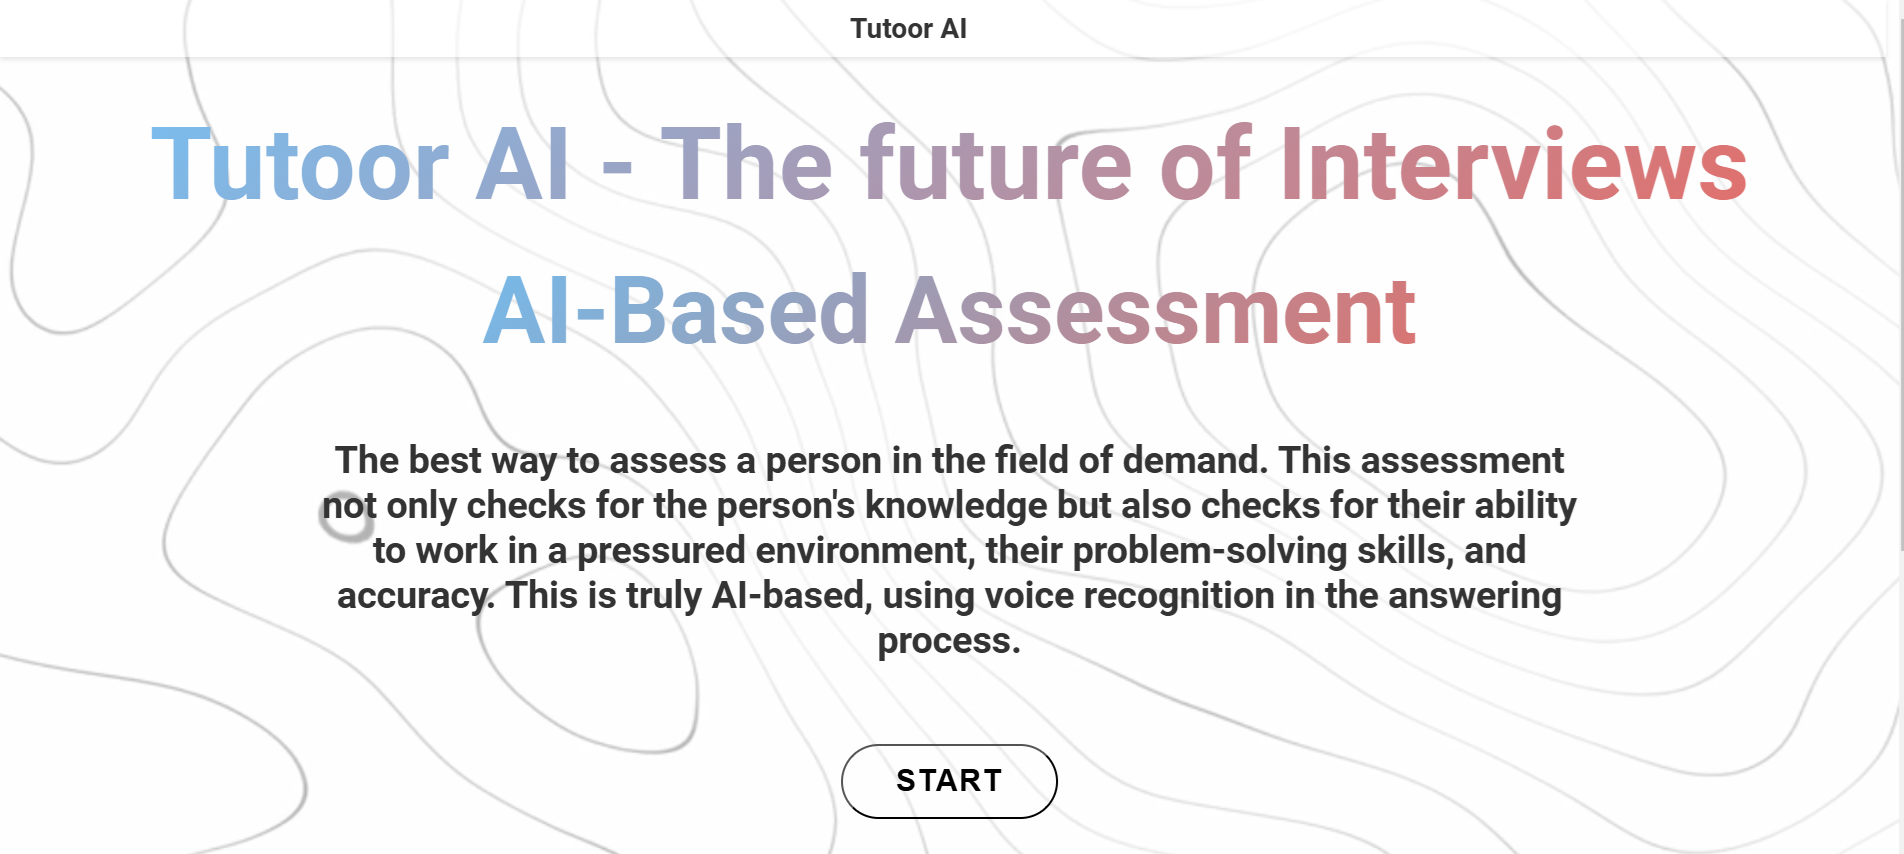 Tutoor AI
Tutoor AI - The future of Interviews
AI-Based Assessment
The best way to assess a person in the field of demand. This assessment
not only checks for the person's knowledge but also checks for their ability
to work in a pressured environment, their problem-solving skills, and
accuracy. This is truly AI-based, using voice recognition in the answering
process.
START